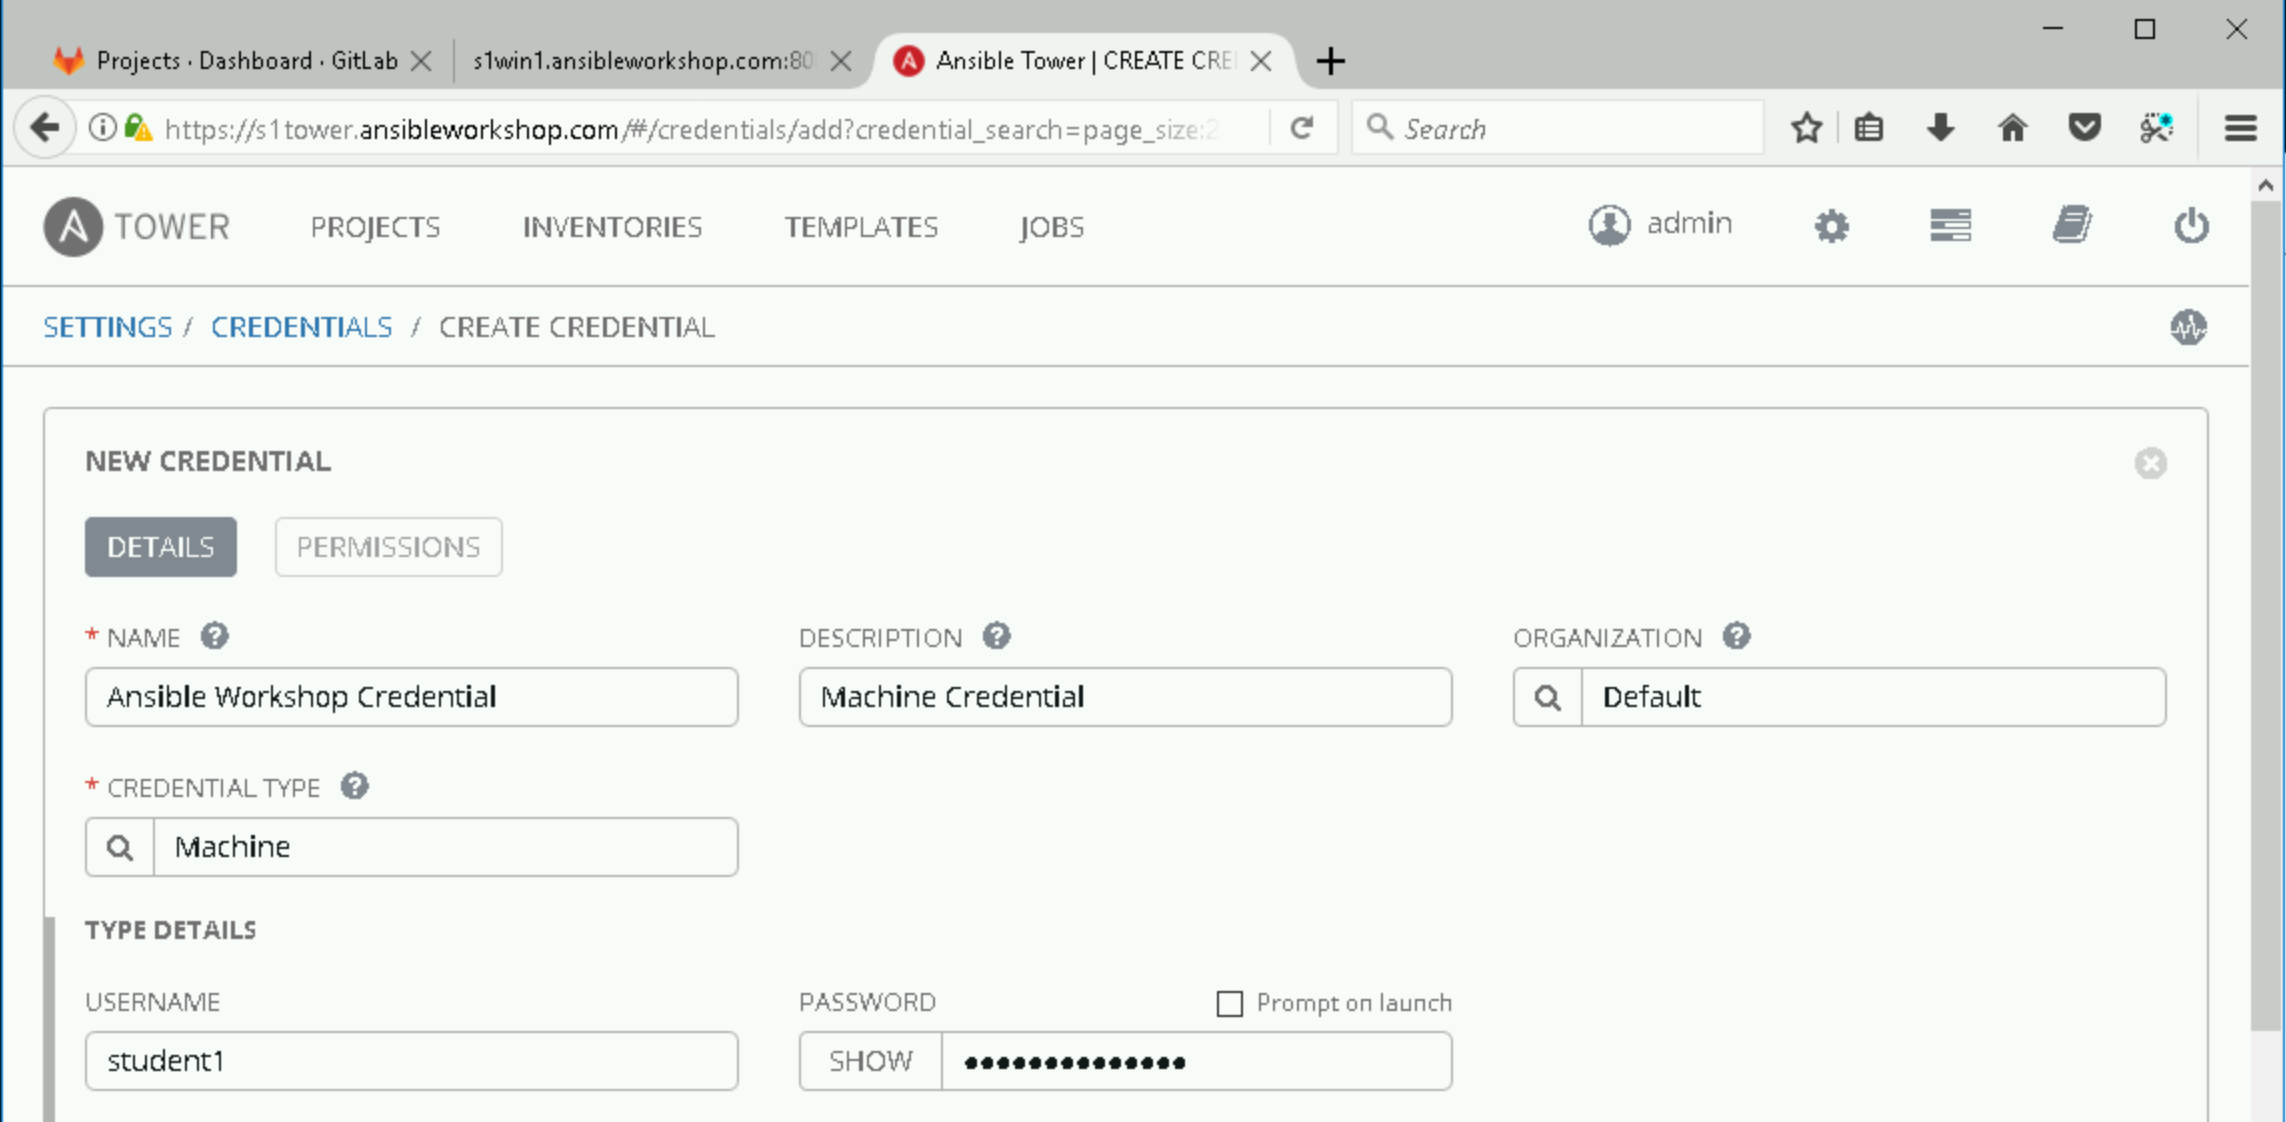 Projects · Dashboard · GitLab
s1win1.ansibleworkshop.com:80
Ansible Tower | CREATE CRE
https://s1tower.ansibleworkshop.com/#/credentials/add?credential_search=page_size:2
Search
A TOWER PROJECTS INVENTORIES TEMPLATES JOBS admin
SETTINGS / CREDENTIALS / CREATE CREDENTIAL
NEW CREDENTIAL
DETAILS PERMISSIONS
* NAME ? DESCRIPTION ? ORGANIZATION ?
Ansible Workshop Credential Machine Credential Default
* CREDENTIAL TYPE ?
Machine
TYPE DETAILS
USERNAME PASSWORD Prompt on launch
student1 SHOW ••••••••••••••